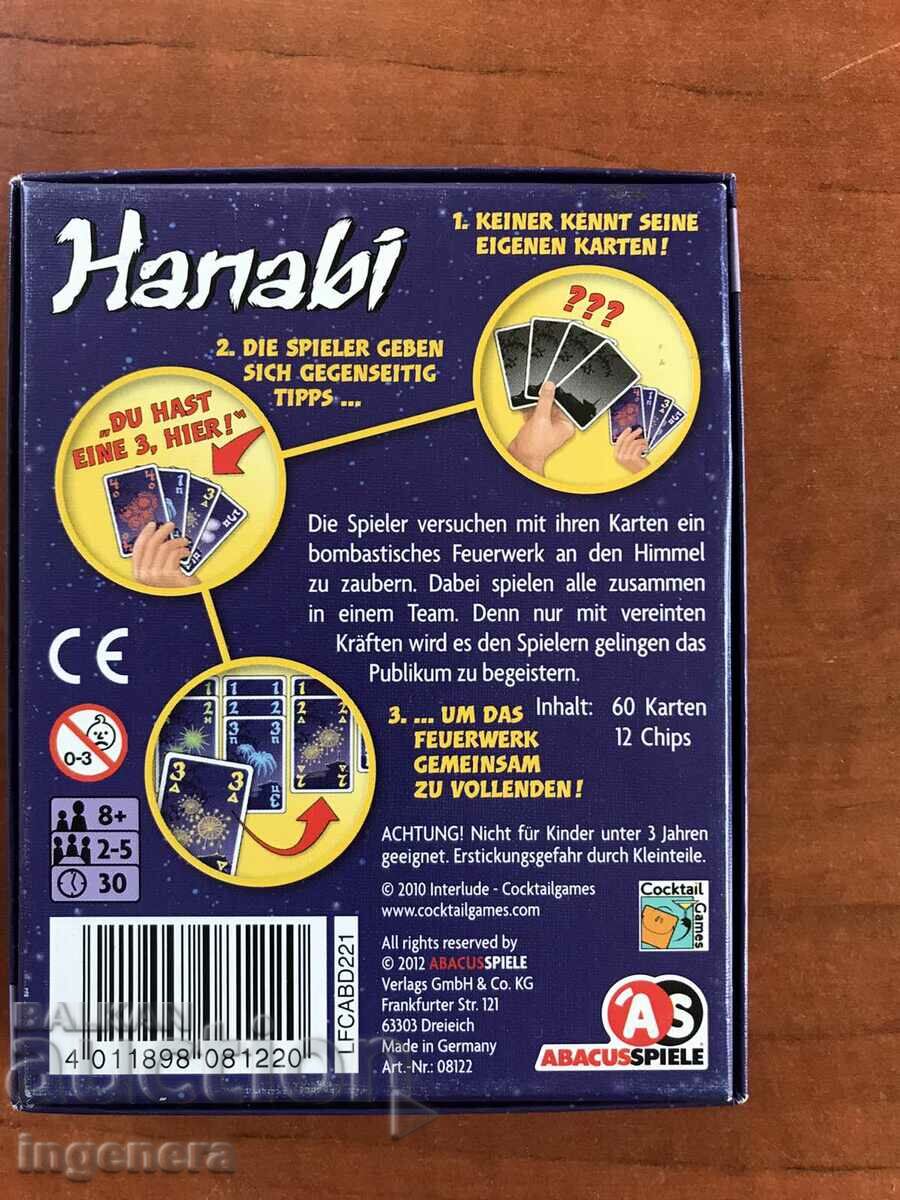 Hanabi
1. KEINER KENNT SEINE
EIGENEN KARTEN!
???
2. DIE SPIELER GEBEN
SICH GEGENSEITIG
TIPPS ...
„DU HAST
EINE 3, HIER!“
Die Spieler versuchen mit ihren Karten ein
bombastisches Feuerwerk an den Himmel
zu zaubern. Dabei spielen alle zusammen
in einem Team. Denn nur mit vereinten
Kräften wird es den Spielern gelingen das
Publikum zu begeistern.
Inhalt: 60 Karten
12 Chips
3. ... UM DAS
FEUERWERK
GEMEINSAM
ZU VOLLENDEN!
CE
0-3
8+
2-5
30
ACHTUNG! Nicht für Kinder unter 3 Jahren
geeignet. Erstickungsgefahr durch Kleinteile.
© 2010 Interlude - Cocktailgames
www.cocktailgames.com
Cocktail
Games
All rights reserved by
© 2012 ABACUSSPIELE
Verlags GmbH & Co. KG
Frankfurter Str. 121
63303 Dreieich
Made in Germany
Art.-Nr.: 08122
AS
ABACUSSPIELE
4 011898 081220
LFCABD221
BALKAN
auction
ingenera